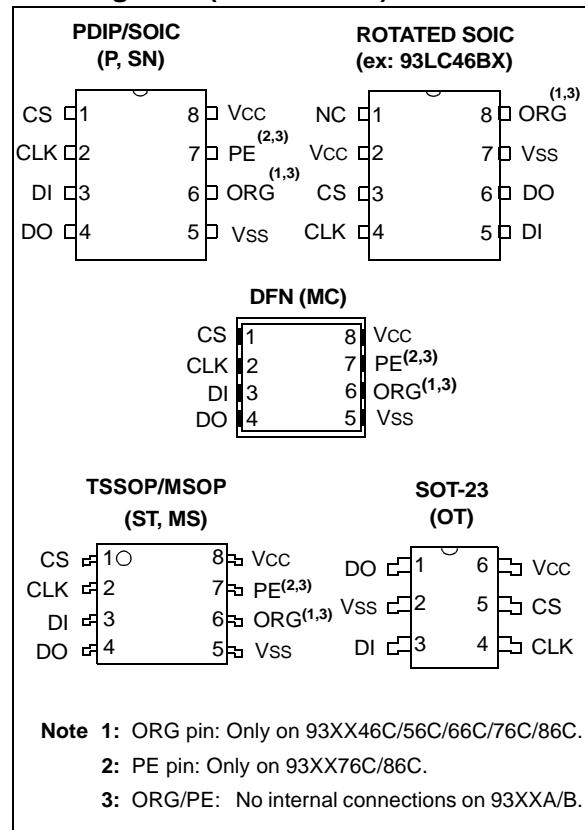 PDIP/SOIC
(P, SN)
CS 1 8 VCC
CLK 2 7 PE(2,3)
DI 3 6 ORG(1,3)
DO 4 5 VSS
ROTATED SOIC
(ex: 93LC46BX)
NC 1 8 ORG(1,3)
VCC 2 7 VSS
CS 3 6 DO
CLK 4 5 DI
DFN (MC)
CS 1 8 VCC
CLK 2 7 PE(2,3)
DI 3 6 ORG(1,3)
DO 4 5 VSS
TSSOP/MSOP
(ST, MS)
CS 1 8 VCC
CLK 2 7 PE(2,3)
DI 3 6 ORG(1,3)
DO 4 5 VSS
SOT-23
(OT)
DO 1 6 VCC
VSS 2 5 CS
DI 3 4 CLK
Note 1: ORG pin: Only on 93XX46C/56C/66C/76C/86C.
2: PE pin: Only on 93XX76C/86C.
3: ORG/PE: No internal connections on 93XXA/B.